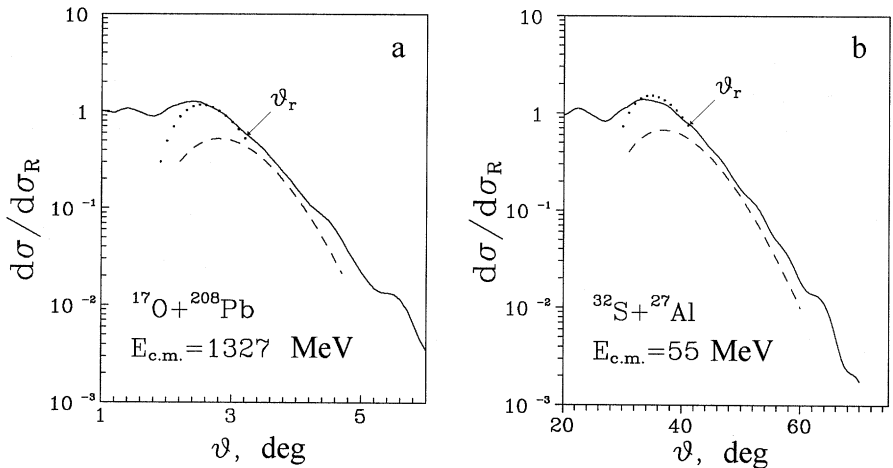 a
10
1
10⁻¹
10⁻²
10⁻³
dσ/dσR
ϑr
¹⁷O+²⁰⁸Pb
Ec.m.=1327 MeV
1 3 5
ϑ, deg
b
10
1
10⁻¹
10⁻²
10⁻³
dσ/dσR
ϑr
³²S+²⁷Al
Ec.m.=55 MeV
20 40 60
ϑ, deg